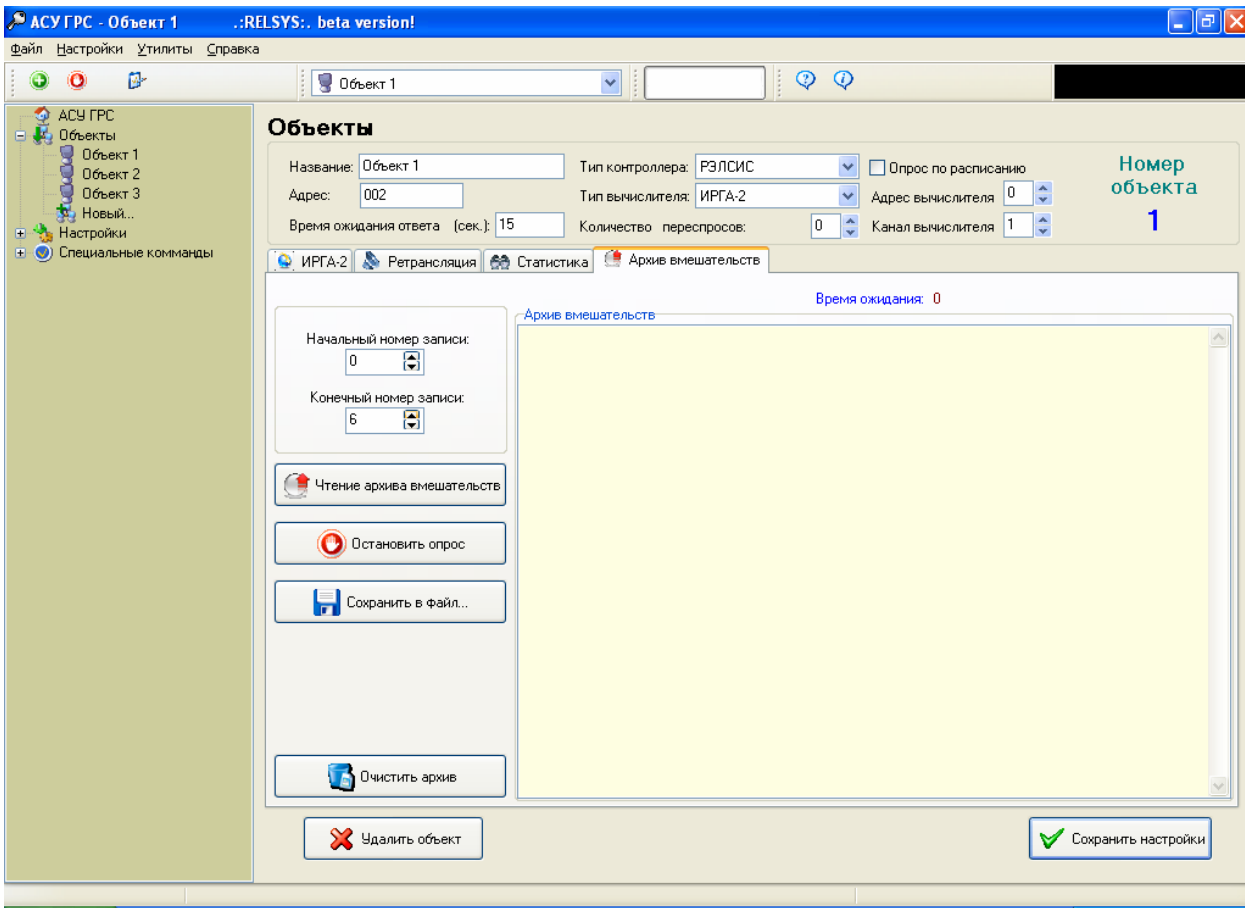 АСУ ГРС - Объект 1 .:RELSYS:. beta version!
Файл Настройки Утилиты Справка
Объект 1
АСУ ГРС
Объекты
Объект 1
Объект 2
Объект 3
Новый...
Настройки
Специальные комманды
Объекты
Название: Объект 1 Тип контроллера: РЭЛСИС Опрос по расписанию
Адрес: 002 Тип вычислителя: ИРГА-2 Адрес вычислителя 0
Время ожидания ответа (сек.): 15 Количество переспросов: 0 Канал вычислителя 1
Номер
объекта
1
ИРГА-2 Ретрансляция Статистика Архив вмешательств
Время ожидания: 0
Архив вмешательств
Начальный номер записи:
0
Конечный номер записи:
6
Чтение архива вмешательств
Остановить опрос
Сохранить в файл...
Очистить архив
Удалить объект Сохранить настройки